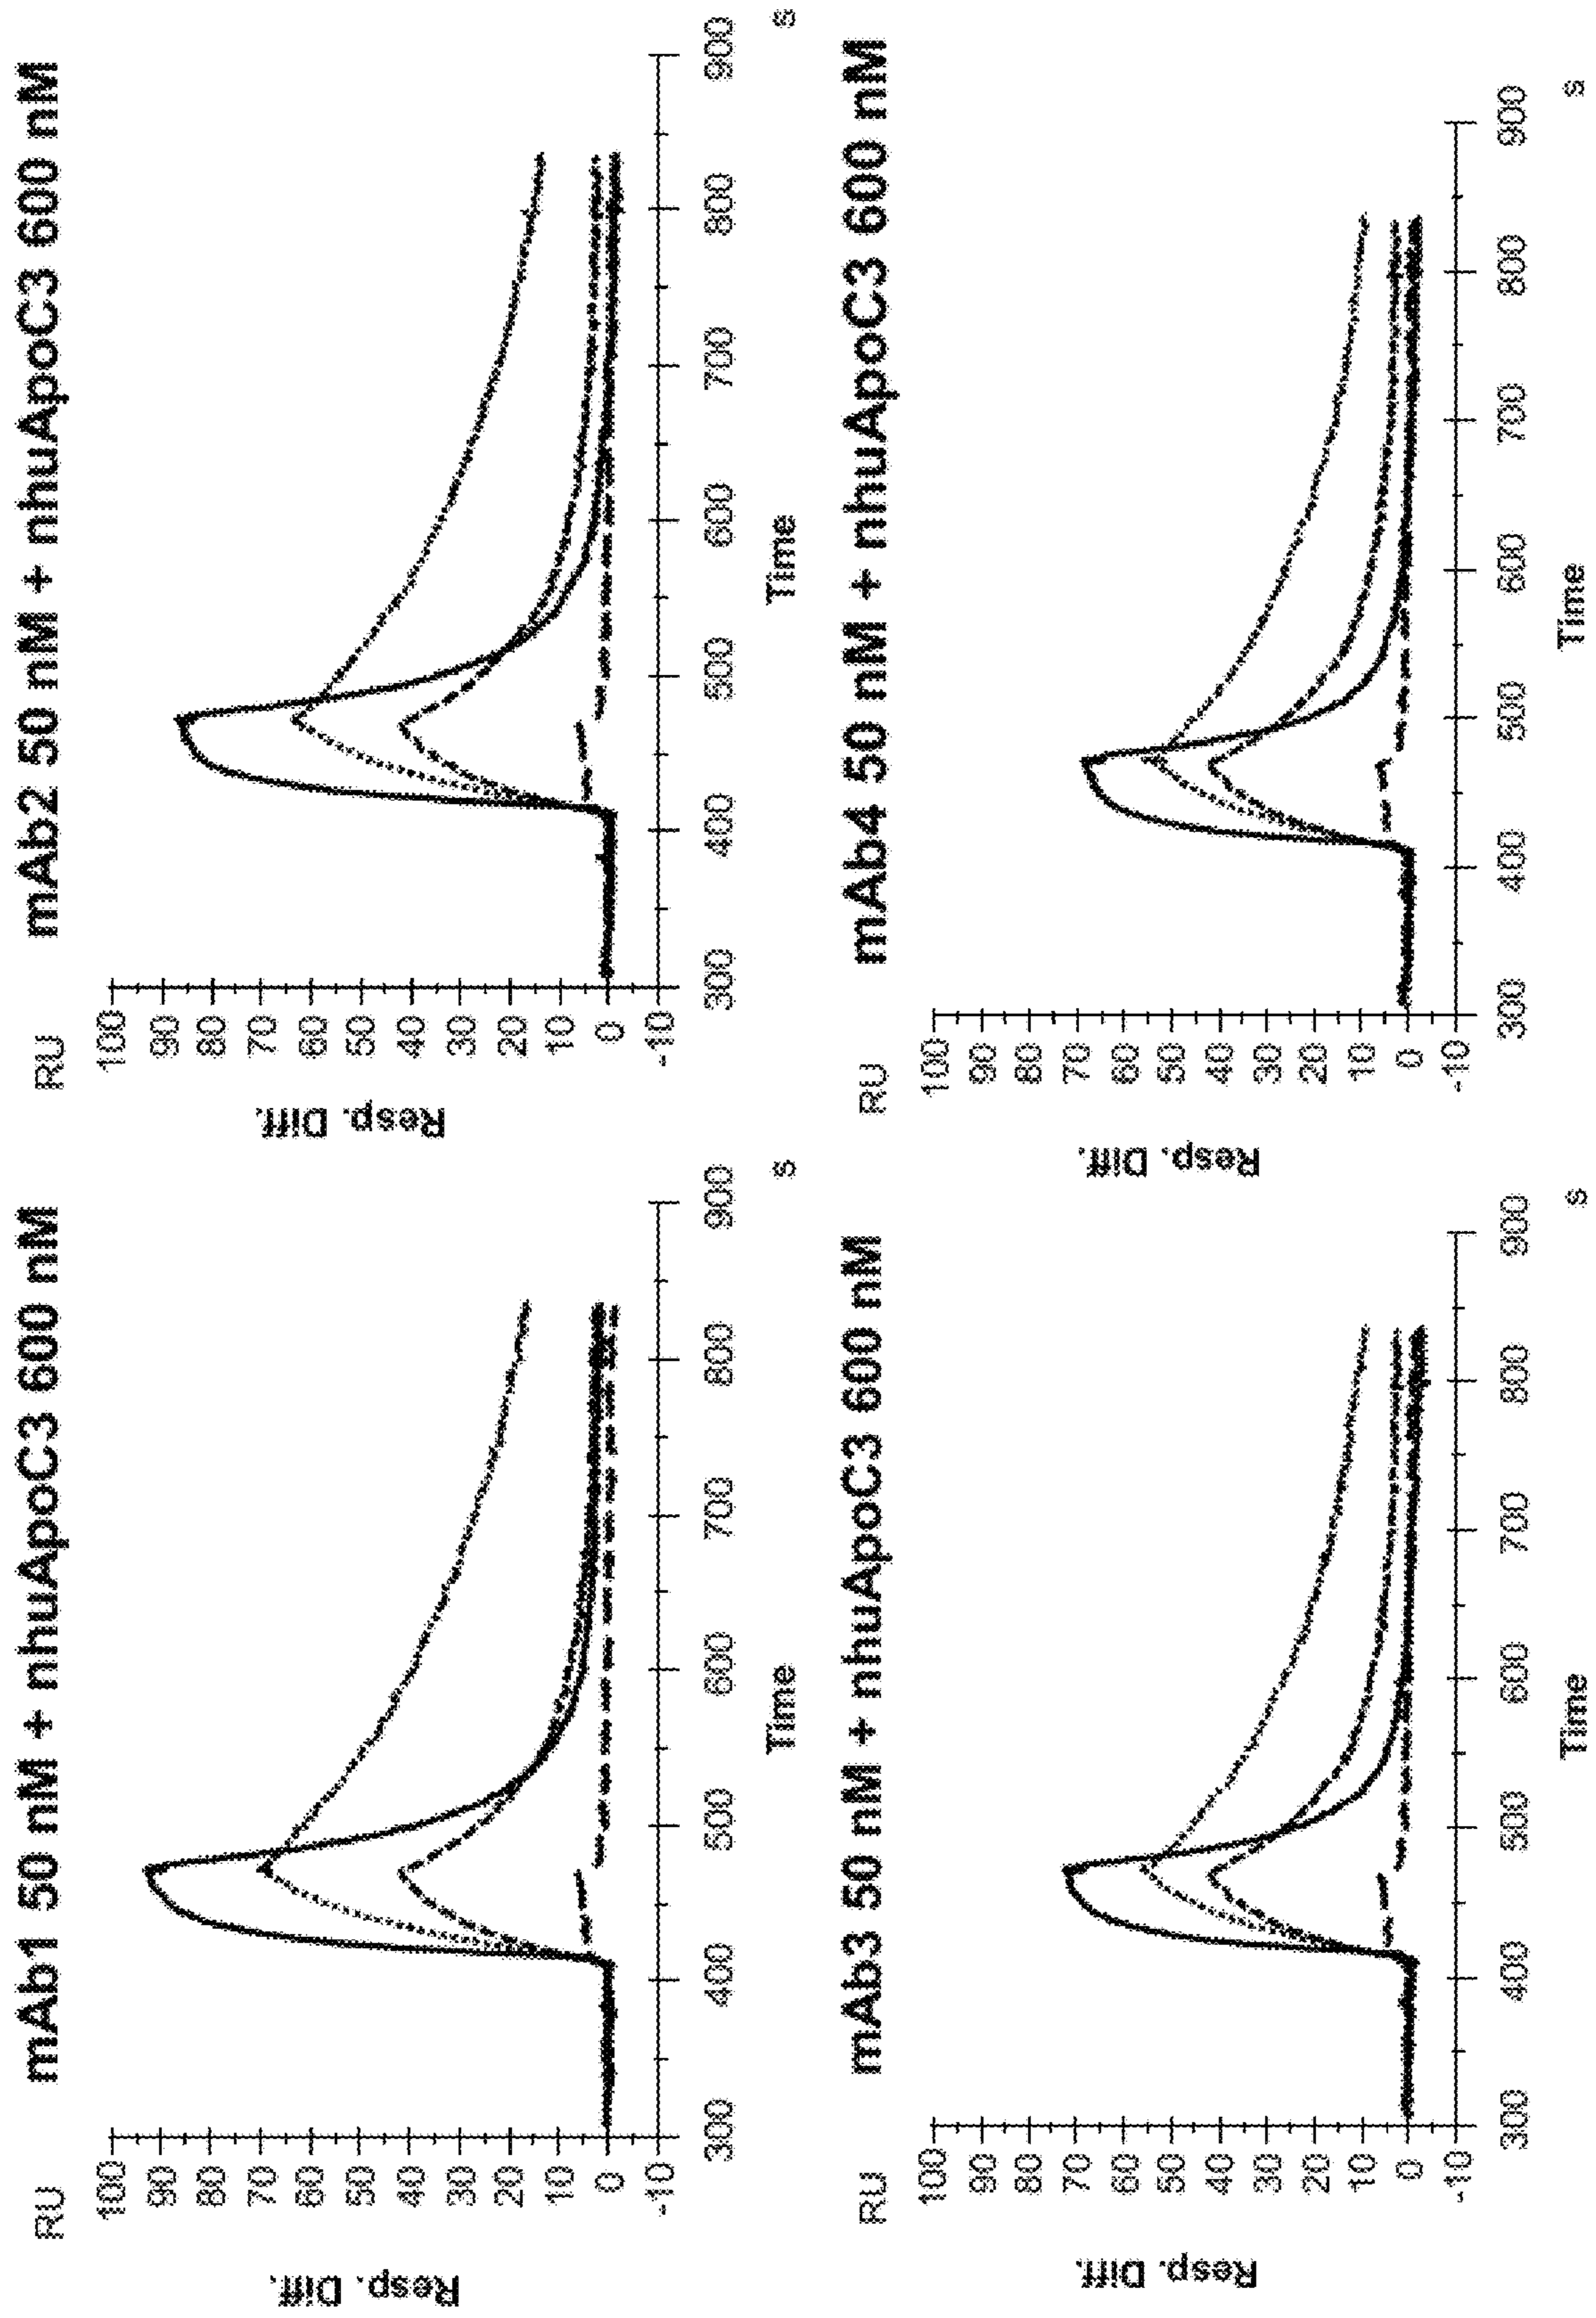 mAb1 50 nM + nhuApoC3 600 nM
RU
100
90
80
70
60
50
40
30
20
10
0
-10
Resp. Diff.
300 400 500 600 700 800 900
Time s
mAb2 50 nM + nhuApoC3 600 nM
RU
100
90
80
70
60
50
40
30
20
10
0
-10
Resp. Diff.
300 400 500 600 700 800 900
Time s
mAb3 50 nM + nhuApoC3 600 nM
RU
100
90
80
70
60
50
40
30
20
10
0
-10
Resp. Diff.
300 400 500 600 700 800 900
Time s
mAb4 50 nM + nhuApoC3 600 nM
RU
100
90
80
70
60
50
40
30
20
10
0
-10
Resp. Diff.
300 400 500 600 700 800 900
Time s